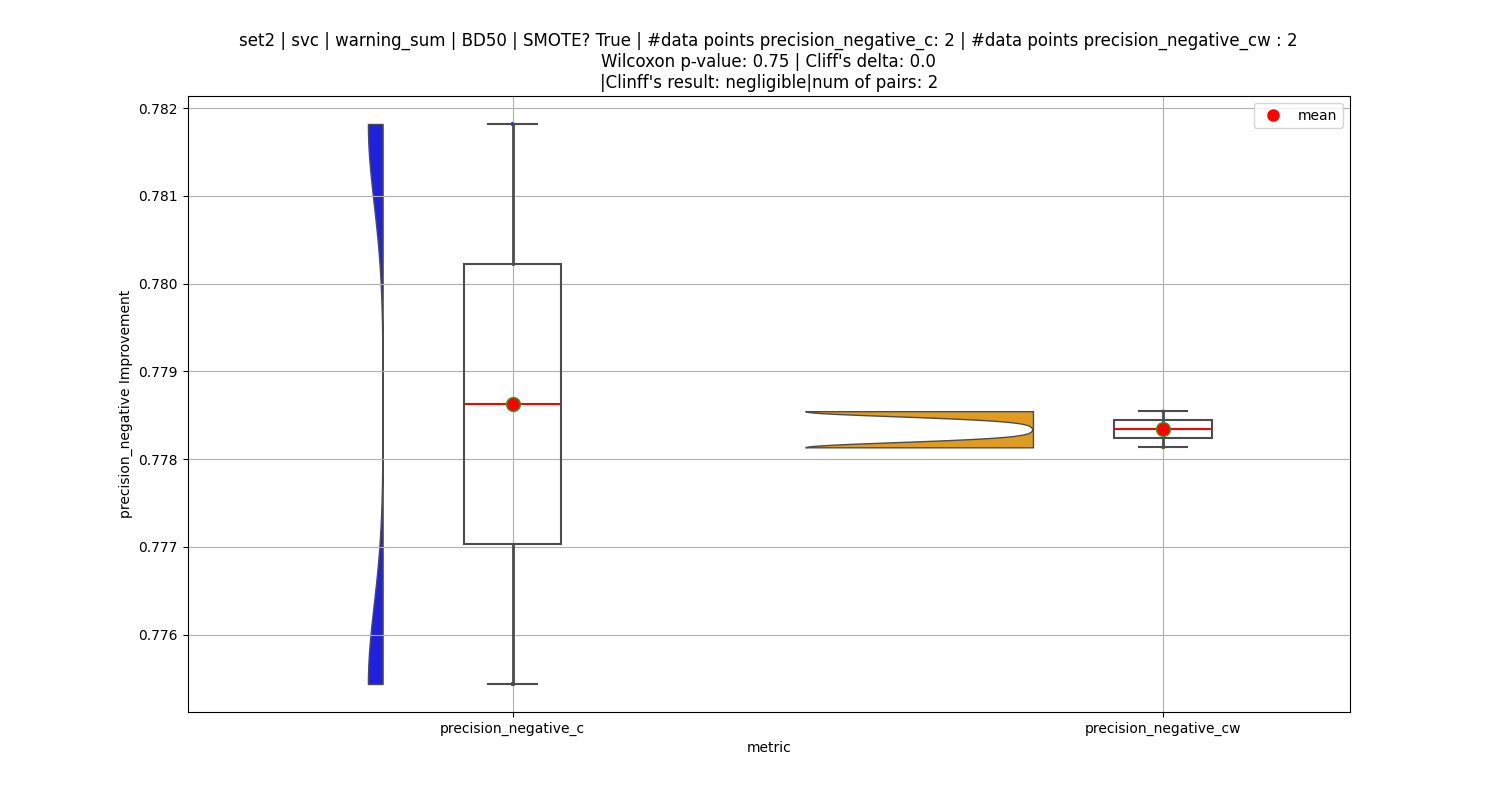 set2 | svc | warning_sum | BD50 | SMOTE? True | #data points precision_negative_c: 2 | #data points precision_negative_cw : 2
Wilcoxon p-value: 0.75 | Cliff's delta: 0.0
|Clinff's result: negligible|num of pairs: 2
mean
0.782
0.781
0.780
0.779
0.778
0.777
0.776
precision_negative Improvement
precision_negative_c
precision_negative_cw
metric